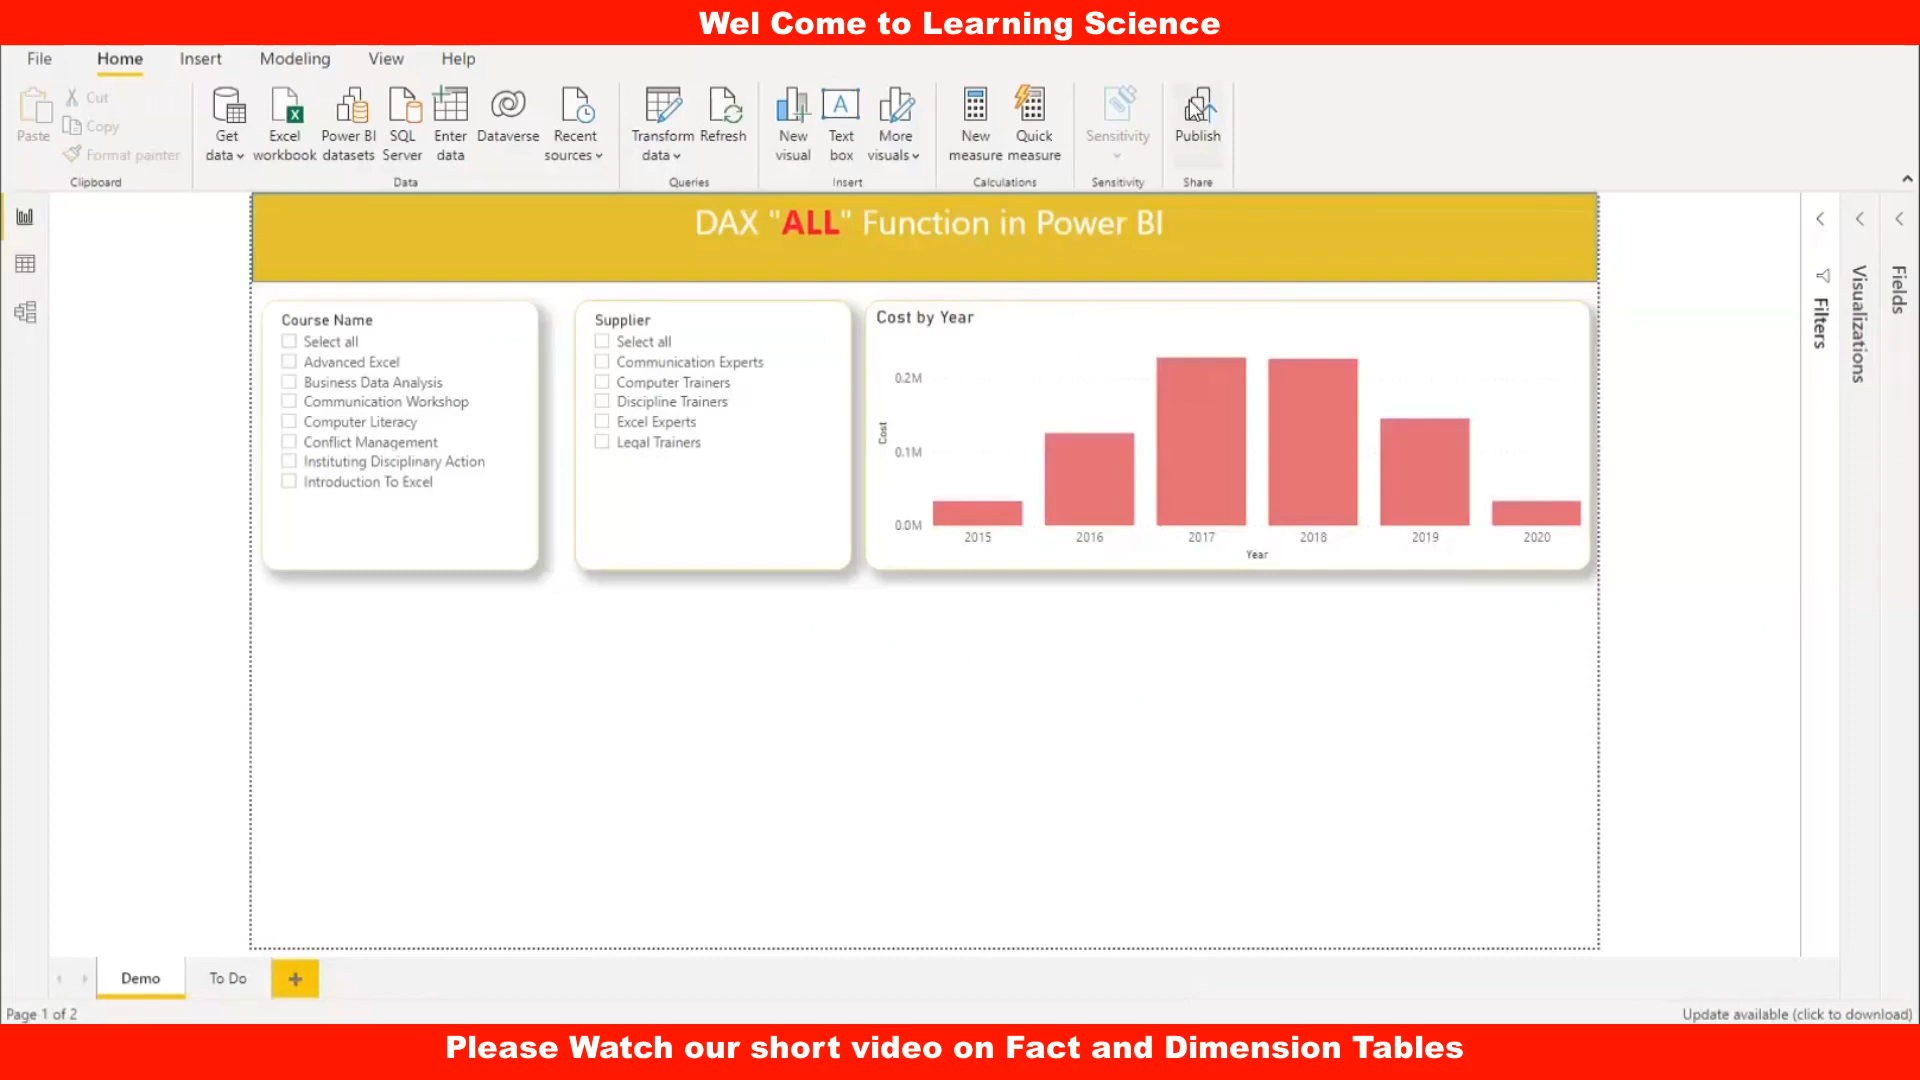 Wel Come to Learning Science
File Home Insert Modeling View Help
Paste
Cut
Copy
Format painter
Clipboard
Get data
Excel workbook
Power BI datasets
SQL Server
Enter data
Dataverse
Recent sources
Data
Transform data
Refresh
Queries
New visual
Text box
More visuals
Insert
New measure
Quick measure
Calculations
Sensitivity
Sensitivity
Publish
Share
DAX "ALL" Function in Power BI
Course Name
Select all
Advanced Excel
Business Data Analysis
Communication Workshop
Computer Literacy
Conflict Management
Instituting Disciplinary Action
Introduction To Excel
Supplier
Select all
Communication Experts
Computer Trainers
Discipline Trainers
Excel Experts
Legal Trainers
Cost by Year
Cost
0.2M
0.1M
0.0M
2015 2016 2017 2018 2019 2020
Year
Filters
Visualizations
Fields
Demo To Do +
Page 1 of 2
Update available (click to download)
Please Watch our short video on Fact and Dimension Tables